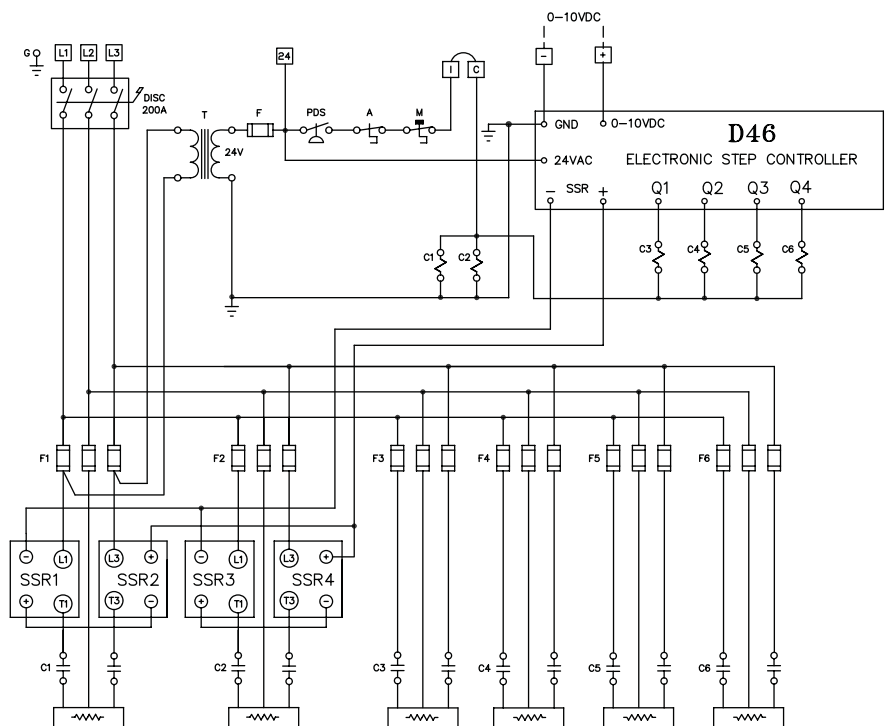 0-10VDC
G L1 L2 L3
- +
24 I C
DISC
200A
T F PDS A M
24V
GND 0-10VDC D46
24VAC ELECTRONIC STEP CONTROLLER
- SSR + Q1 Q2 Q3 Q4
C1 C2 C3 C4 C5 C6
F1 F2 F3 F4 F5 F6
- L1 L3 + - L1 L3 +
SSR1 SSR2 SSR3 SSR4
+ T1 T3 - + T1 T3 -
C1 C2 C3 C4 C5 C6